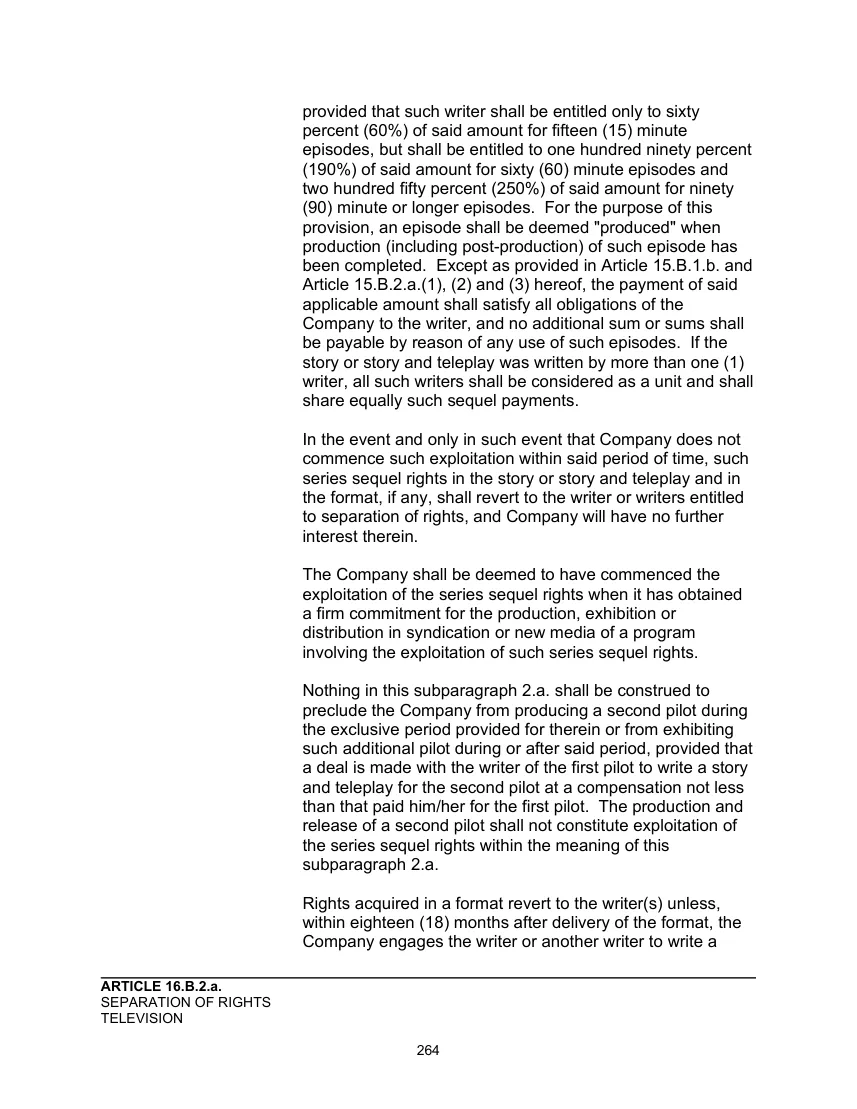 provided that such writer shall be entitled only to sixty
percent (60%) of said amount for fifteen (15) minute
episodes, but shall be entitled to one hundred ninety percent
(190%) of said amount for sixty (60) minute episodes and
two hundred fifty percent (250%) of said amount for ninety
(90) minute or longer episodes.  For the purpose of this
provision, an episode shall be deemed "produced" when
production (including post-production) of such episode has
been completed.  Except as provided in Article 15.B.1.b. and
Article 15.B.2.a.(1), (2) and (3) hereof, the payment of said
applicable amount shall satisfy all obligations of the
Company to the writer, and no additional sum or sums shall
be payable by reason of any use of such episodes.  If the
story or story and teleplay was written by more than one (1)
writer, all such writers shall be considered as a unit and shall
share equally such sequel payments.

In the event and only in such event that Company does not
commence such exploitation within said period of time, such
series sequel rights in the story or story and teleplay and in
the format, if any, shall revert to the writer or writers entitled
to separation of rights, and Company will have no further
interest therein.

The Company shall be deemed to have commenced the
exploitation of the series sequel rights when it has obtained
a firm commitment for the production, exhibition or
distribution in syndication or new media of a program
involving the exploitation of such series sequel rights.

Nothing in this subparagraph 2.a. shall be construed to
preclude the Company from producing a second pilot during
the exclusive period provided for therein or from exhibiting
such additional pilot during or after said period, provided that
a deal is made with the writer of the first pilot to write a story
and teleplay for the second pilot at a compensation not less
than that paid him/her for the first pilot.  The production and
release of a second pilot shall not constitute exploitation of
the series sequel rights within the meaning of this
subparagraph 2.a.

Rights acquired in a format revert to the writer(s) unless,
within eighteen (18) months after delivery of the format, the
Company engages the writer or another writer to write a

ARTICLE 16.B.2.a.
SEPARATION OF RIGHTS
TELEVISION

264